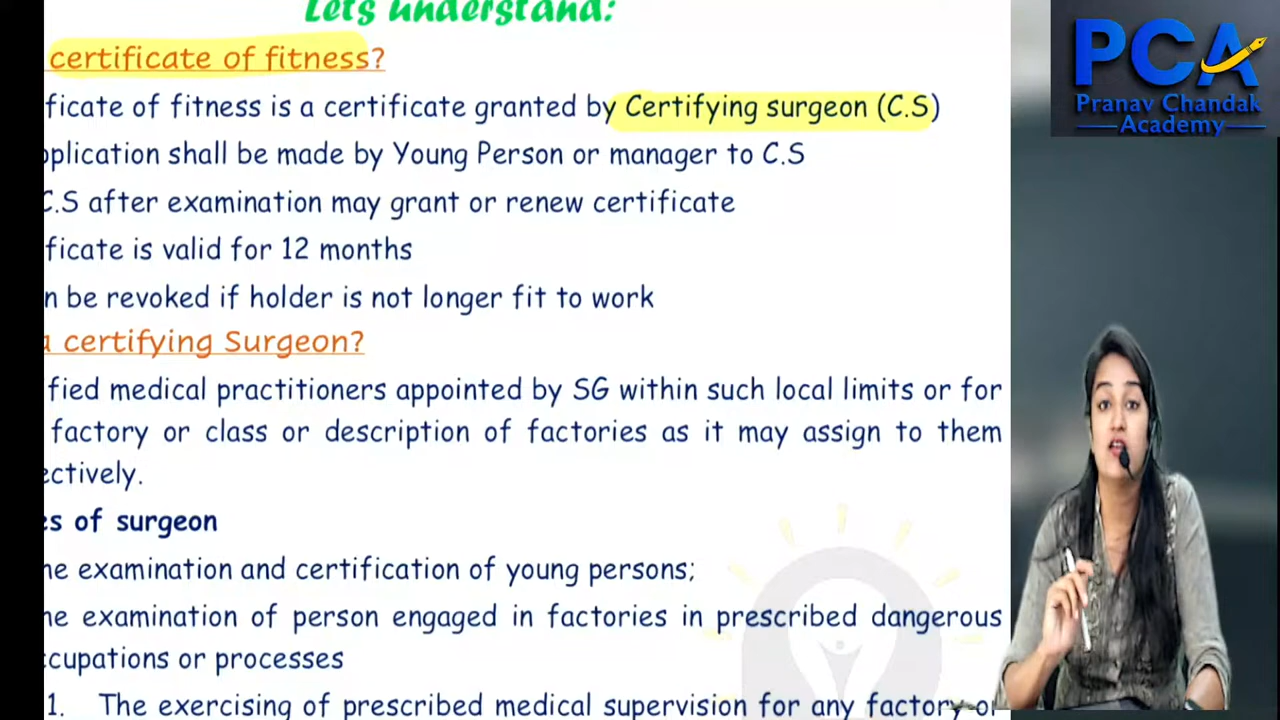 Lets understand:
certificate of fitness?
ficate of fitness is a certificate granted by Certifying surgeon (C.S)
pplication shall be made by Young Person or manager to C.S
C.S after examination may grant or renew certificate
ficate is valid for 12 months
n be revoked if holder is not longer fit to work
a certifying Surgeon?
fied medical practitioners appointed by SG within such local limits or for
factory or class or description of factories as it may assign to them
ectively.
es of surgeon
he examination and certification of young persons;
he examination of person engaged in factories in prescribed dangerous
ccupations or processes
1. The exercising of prescribed medical supervision for any factory or
PCA
Pranav Chandak
Academy